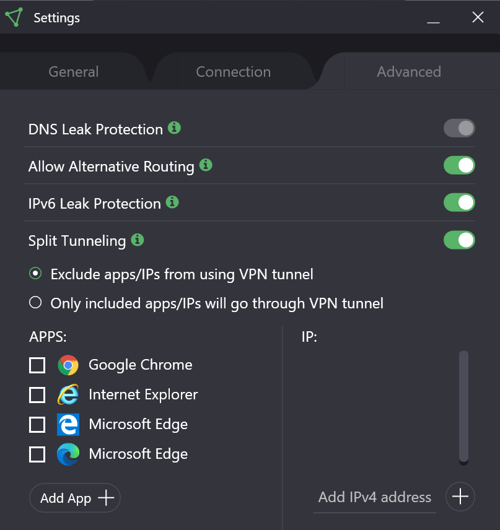 Settings
General
Connection
Advanced
DNS Leak Protection
Allow Alternative Routing
IPv6 Leak Protection
Split Tunneling
Exclude apps/IPs from using VPN tunnel
Only included apps/IPs will go through VPN tunnel
APPS:
Google Chrome
Internet Explorer
Microsoft Edge
Microsoft Edge
Add App
IP:
Add IPv4 address